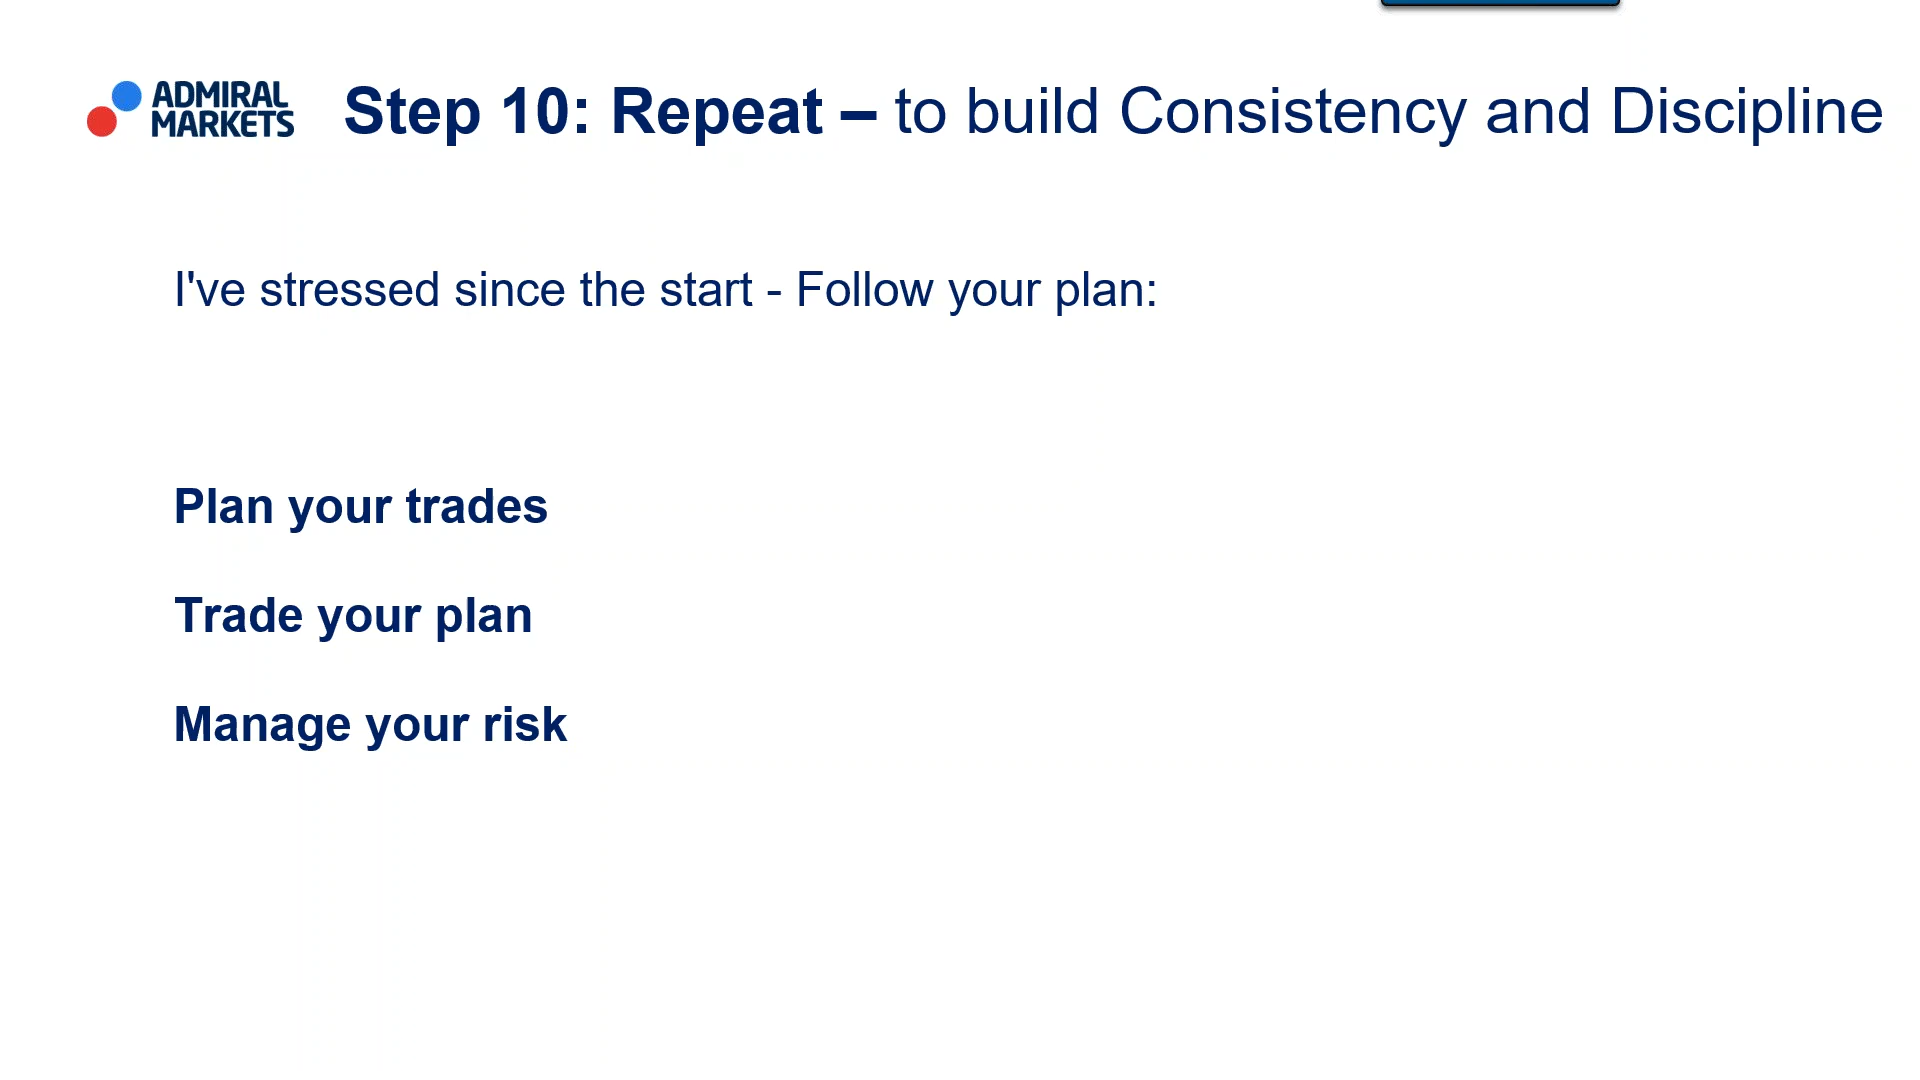 ADMIRAL
MARKETS
Step 10: Repeat – to build Consistency and Discipline
I've stressed since the start - Follow your plan:
Plan your trades
Trade your plan
Manage your risk